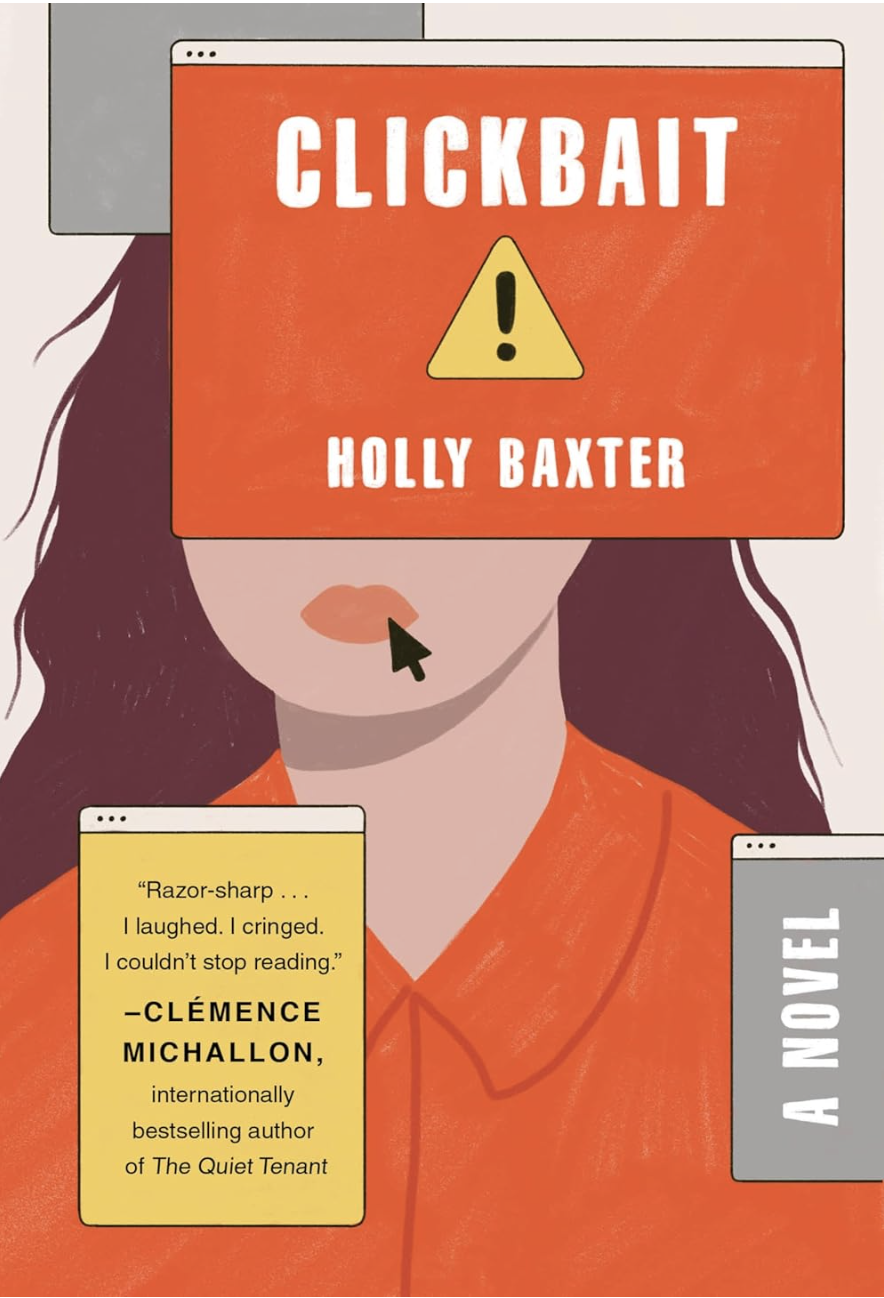 CLICKBAIT
HOLLY BAXTER
“Razor-sharp . . .
I laughed. I cringed.
I couldn’t stop reading.”
–CLÉMENCE
MICHALLON,
internationally
bestselling author
of The Quiet Tenant
A NOVEL